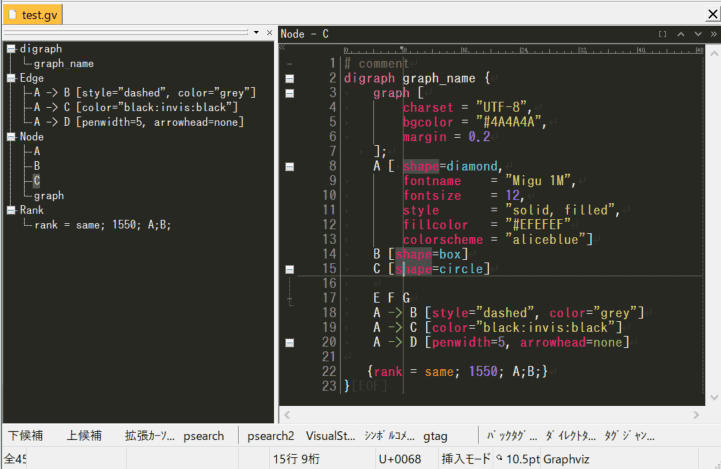 test.gv
digraph
graph_name
Edge
A -> B [style="dashed", color="grey"]
A -> C [color="black:invis:black"]
A -> D [penwidth=5, arrowhead=none]
Node
A
B
C
graph
Rank
rank = same; 1550; A;B;
Node - C
1 # comment
2 digraph graph_name {
3 graph [
4 charset = "UTF-8",
5 bgcolor = "#4A4A4A",
6 margin = 0.2
7 ];
8 A [ shape=diamond,
9 fontname = "Migu 1M",
10 fontsize = 12,
11 style = "solid, filled",
12 fillcolor = "#EFEFEF"
13 colorscheme = "aliceblue"]
14 B [shape=box]
15 C [shape=circle]
16
17 E F G
18 A -> B [style="dashed", color="grey"]
19 A -> C [color="black:invis:black"]
20 A -> D [penwidth=5, arrowhead=none]
21
22 {rank = same; 1550; A;B;}
23 }[EOF]
下候補 上候補 拡張ｶｰｿ... psearch psearch2 VisualSt... ｼﾝﾎﾞﾙｺﾒ... gtag ﾊﾞｯｸﾀｸﾞ... ﾀﾞｲﾚｸﾄﾀ... ﾀｸﾞｼﾞｬﾝ...
全45 15行 9桁 U+0068 挿入モード 10.5pt Graphviz